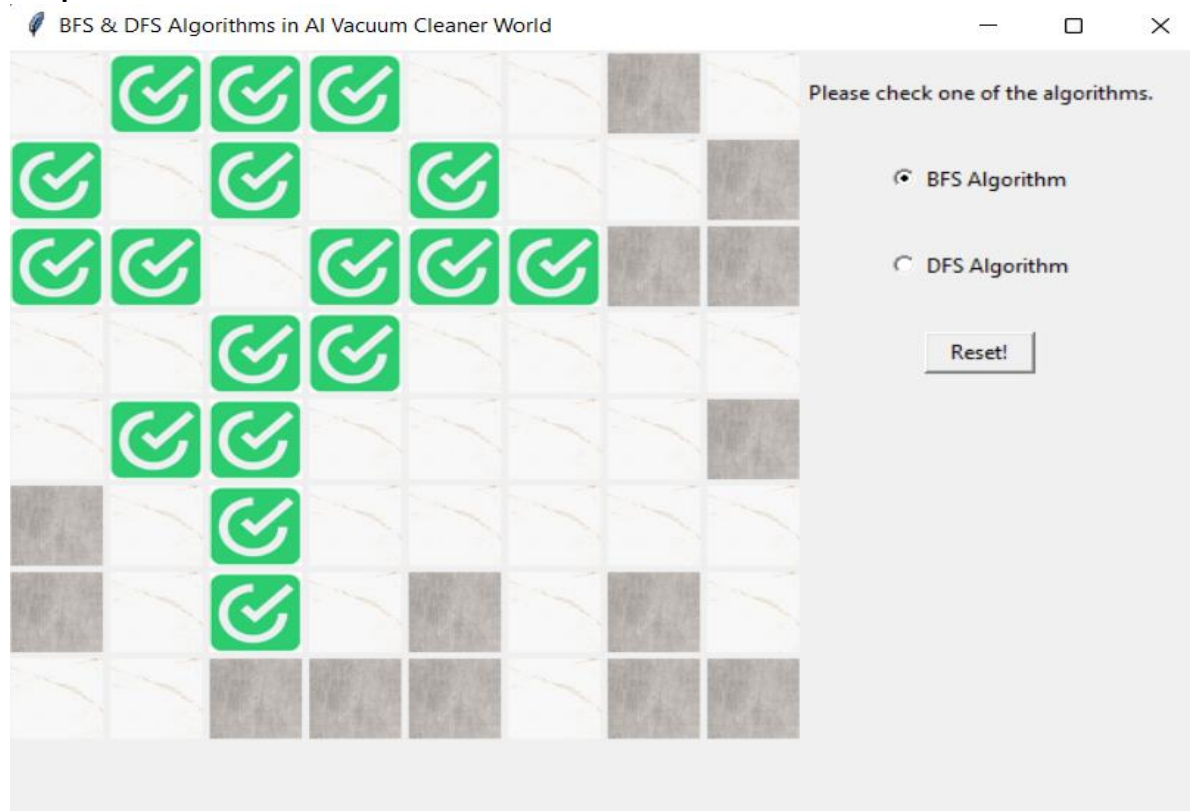 BFS & DFS Algorithms in AI Vacuum Cleaner World
Please check one of the algorithms.
BFS Algorithm
DFS Algorithm
Reset!